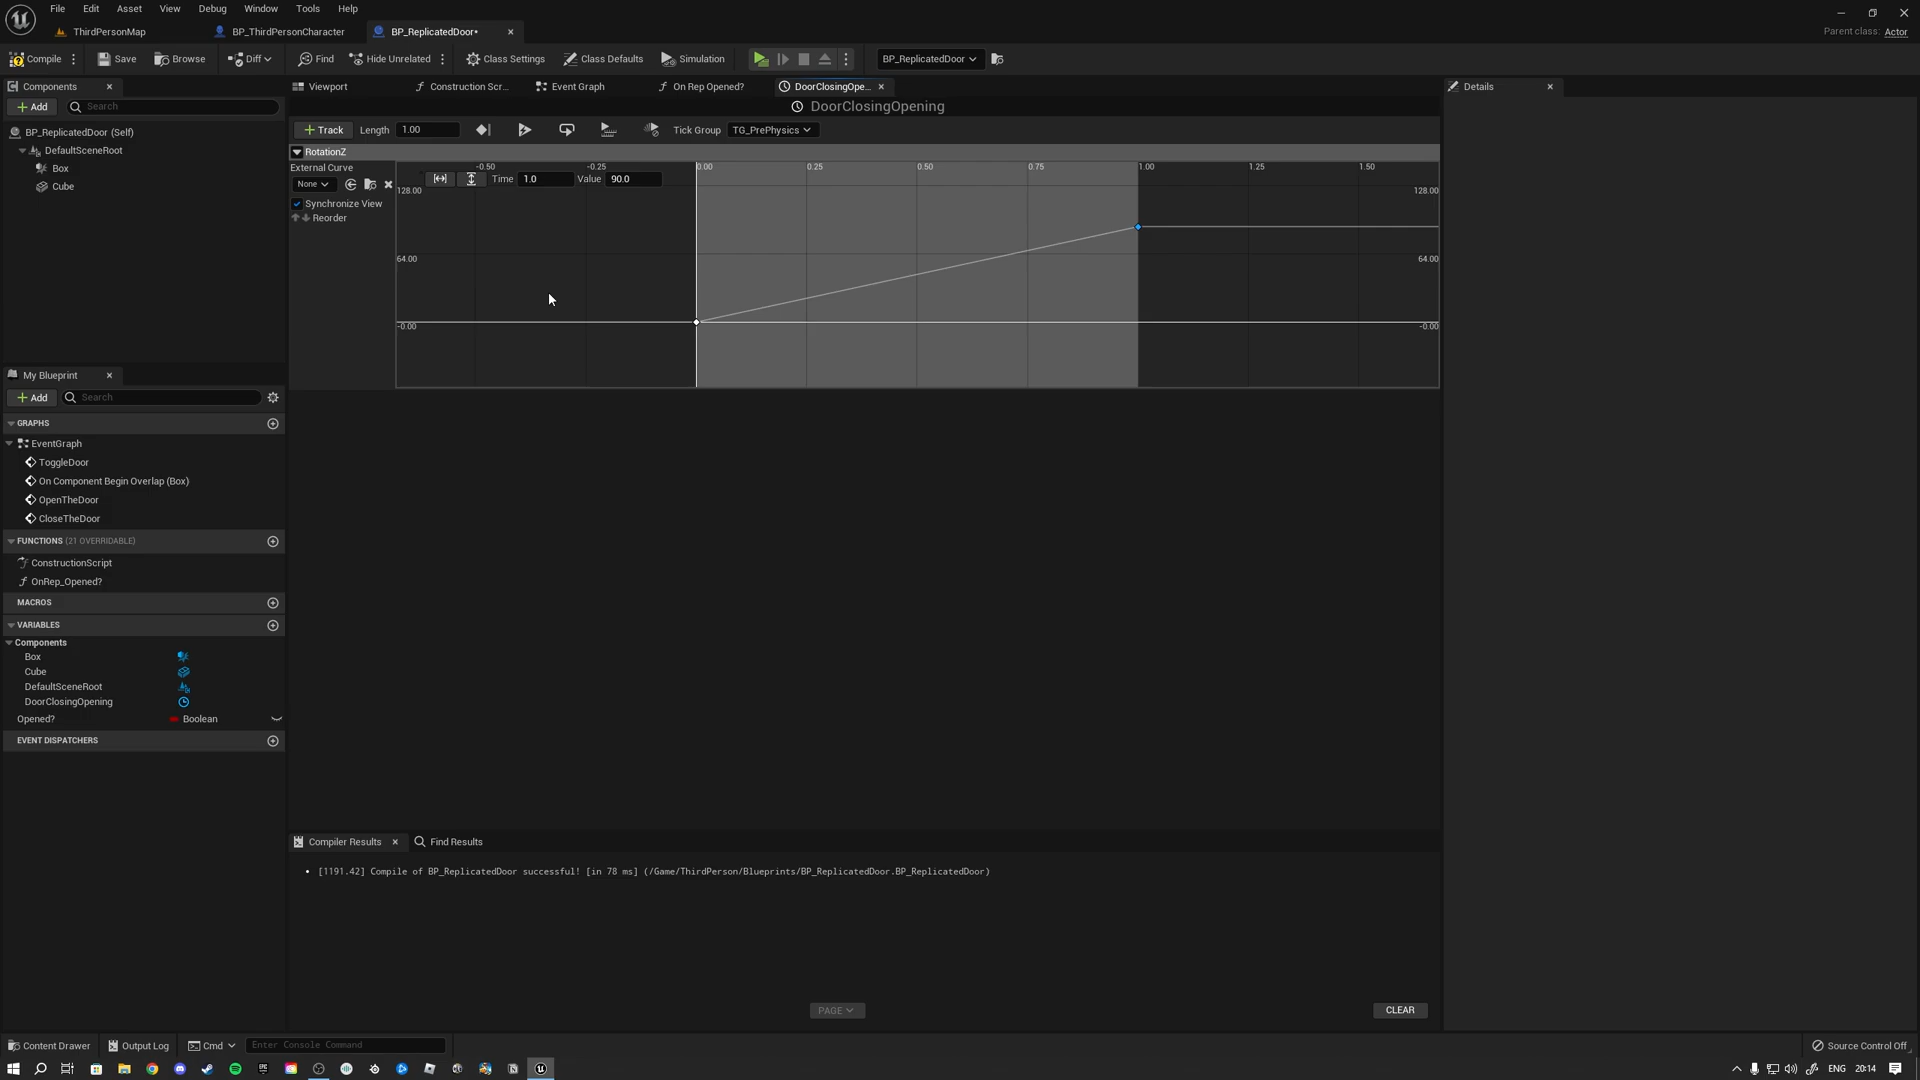 File Edit Asset View Debug Window Tools Help
ThirdPersonMap BP_ThirdPersonCharacter BP_ReplicatedDoor*
Parent class: Actor
Compile Save Browse Diff Find Hide Unrelated Class Settings Class Defaults Simulation BP_ReplicatedDoor
Components
Viewport Construction Scr... Event Graph On Rep Opened? DoorClosingOpe...
Details
Add Search
DoorClosingOpening
BP_ReplicatedDoor (Self)
DefaultSceneRoot
Box
Cube
Track Length 1.00 Tick Group TG_PrePhysics
RotationZ
External Curve
None
Synchronize View
Reorder
-0.50 -0.25 0.00 0.25 0.50 0.75 1.00 1.25 1.50
Time 1.0 Value 90.0
128.00 128.00
64.00 64.00
-0.00 -0.00
My Blueprint
Add Search
GRAPHS
EventGraph
ToggleDoor
On Component Begin Overlap (Box)
OpenTheDoor
CloseTheDoor
FUNCTIONS (21 OVERRIDABLE)
ConstructionScript
OnRep_Opened?
MACROS
VARIABLES
Components
Box
Cube
DefaultSceneRoot
DoorClosingOpening
Opened? Boolean
EVENT DISPATCHERS
Compiler Results Find Results
• [1191.42] Compile of BP_ReplicatedDoor successful! [in 78 ms] (/Game/ThirdPerson/Blueprints/BP_ReplicatedDoor.BP_ReplicatedDoor)
PAGE CLEAR
Content Drawer Output Log Cmd Enter Console Command Source Control Off
ENG 20:14